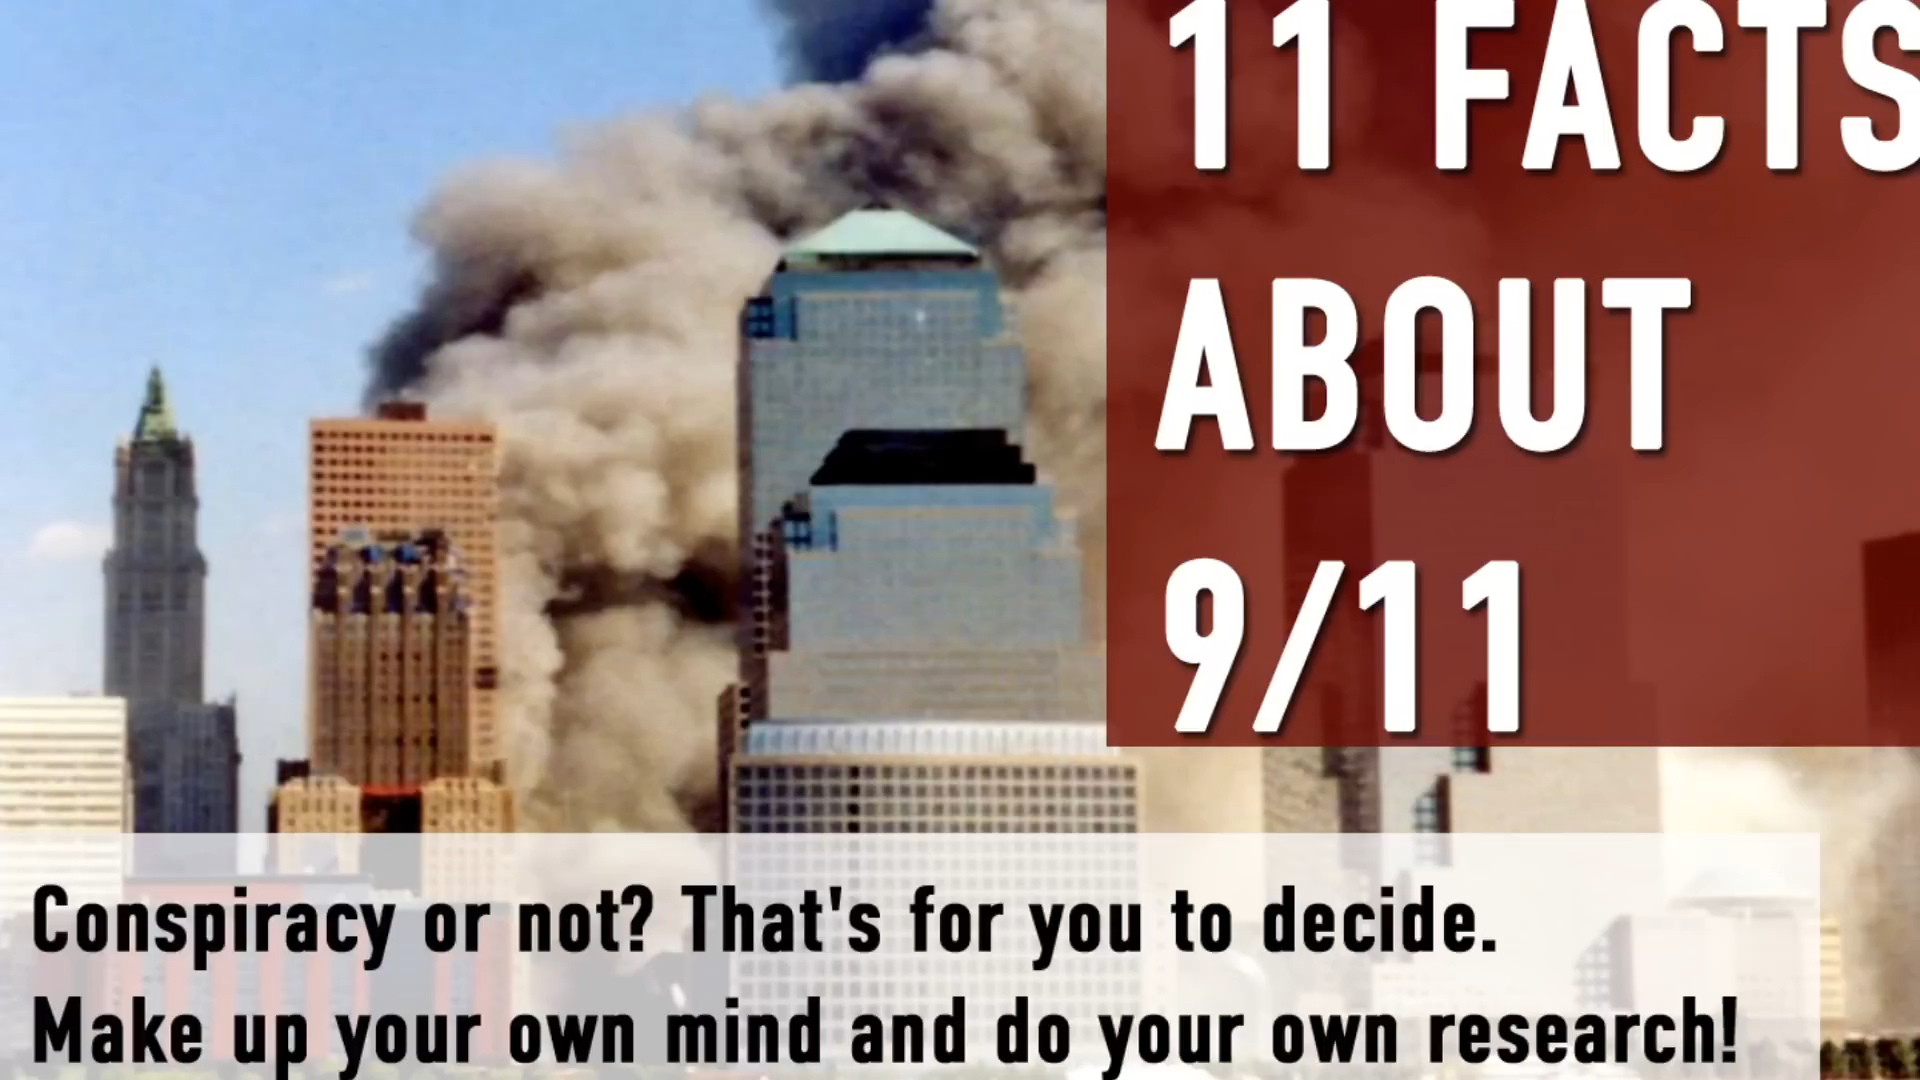 11 FACTS
ABOUT
9/11
Conspiracy or not? That's for you to decide.
Make up your own mind and do your own research!